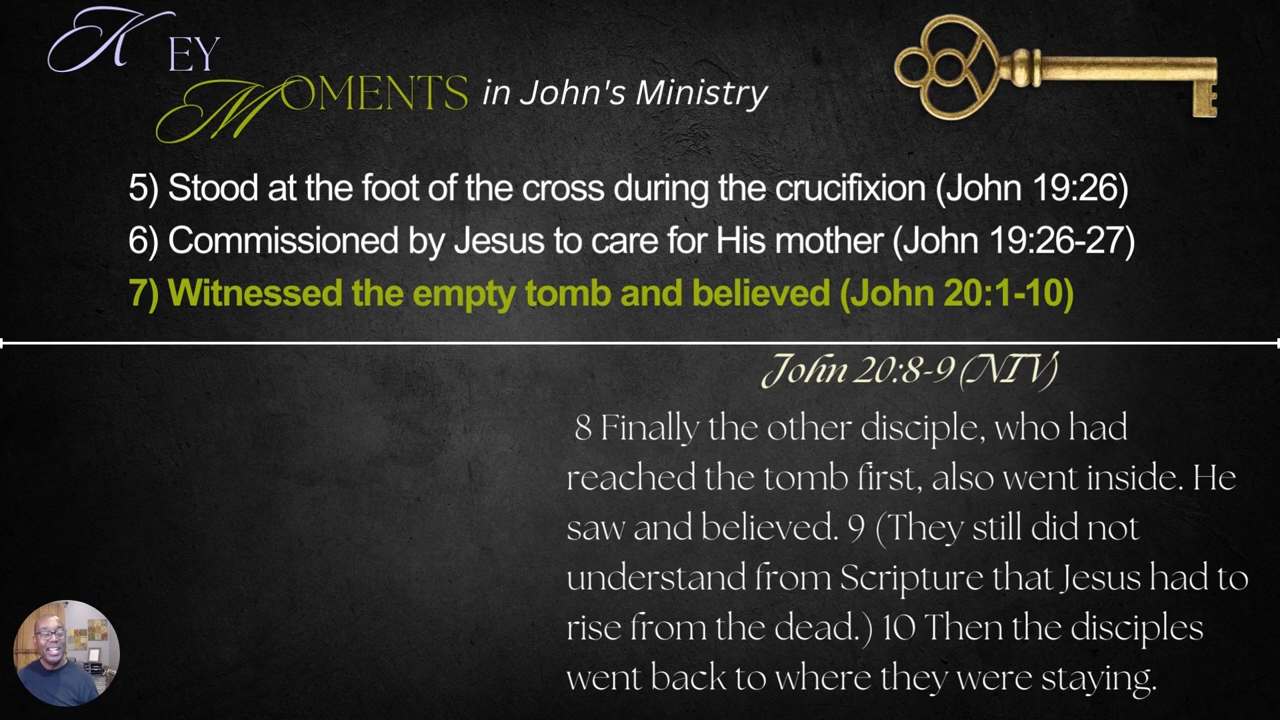 KEY
MOMENTS in John's Ministry
5) Stood at the foot of the cross during the crucifixion (John 19:26)
6) Commissioned by Jesus to care for His mother (John 19:26-27)
7) Witnessed the empty tomb and believed (John 20:1-10)
John 20:8-9 (NIV)
8 Finally the other disciple, who had
reached the tomb first, also went inside. He
saw and believed. 9 (They still did not
understand from Scripture that Jesus had to
rise from the dead.) 10 Then the disciples
went back to where they were staying.